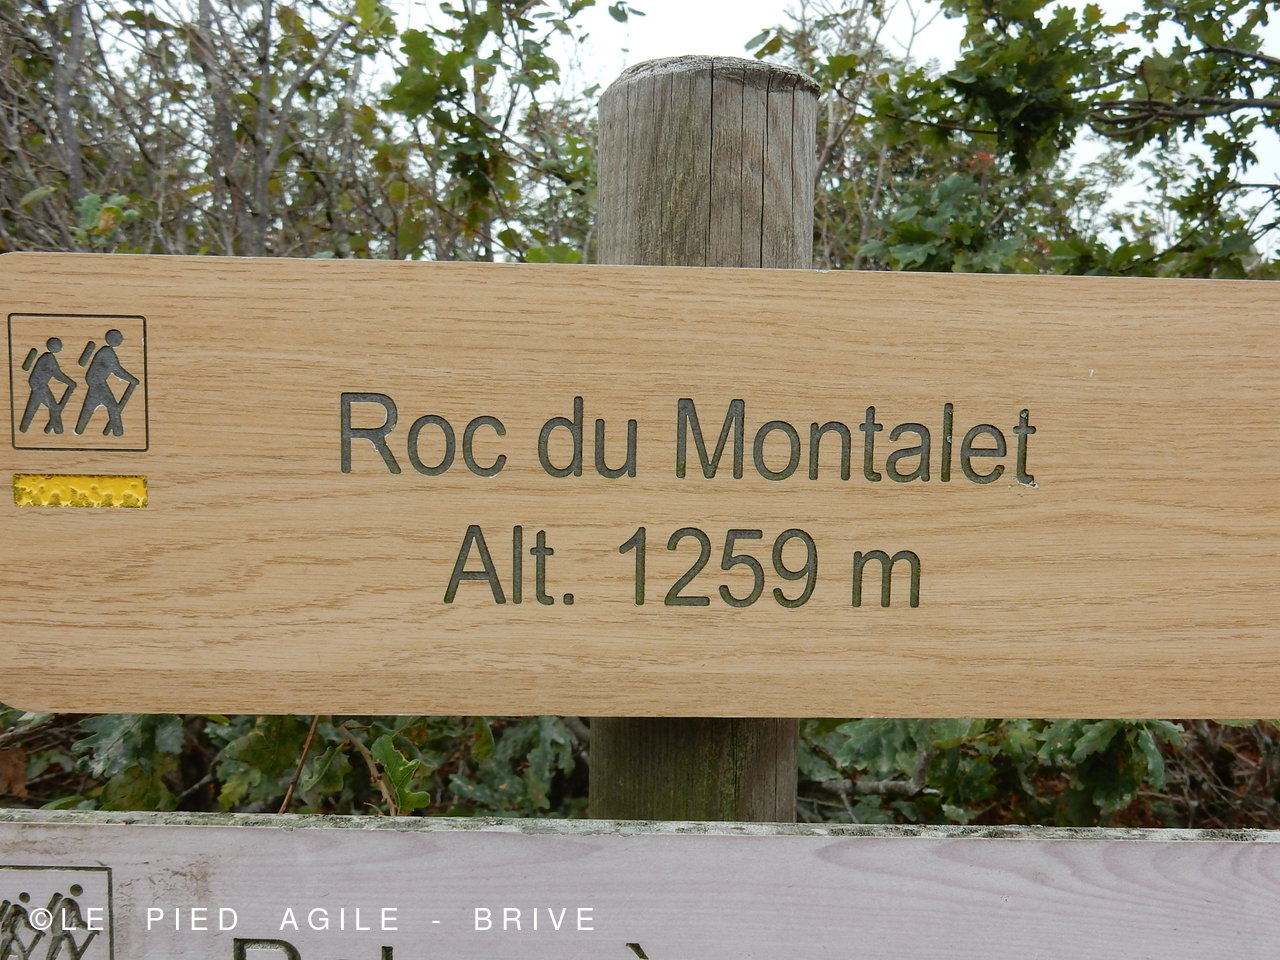 Roc du Montalet
Alt. 1259 m
©LE PIED AGILE - BRIVE